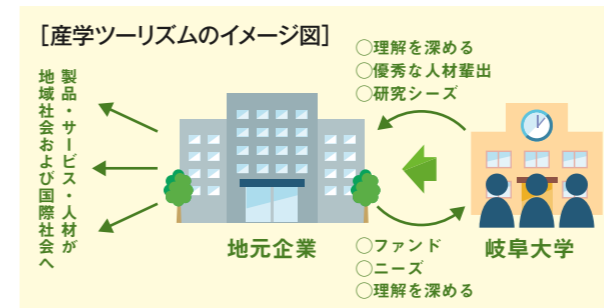 ［産学ツーリズムのイメージ図］
◯理解を深める
◯優秀な人材輩出
◯研究シーズ
製品・サービス・人材が
地域社会および国際社会へ
地元企業
岐阜大学
◯ファンド
◯ニーズ
◯理解を深める